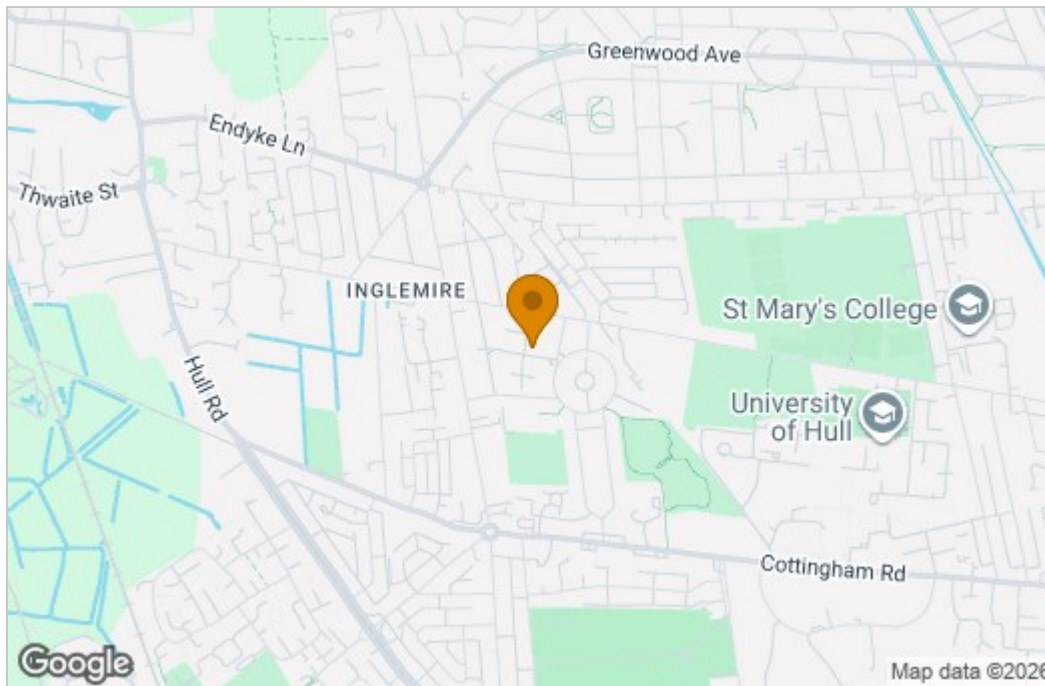 Greenwood Ave
Endyke Ln
Thwaite St
INGLEMIRE
St Mary's College
Hull Rd
University
of Hull
Cottingham Rd
Google
Map data ©2026